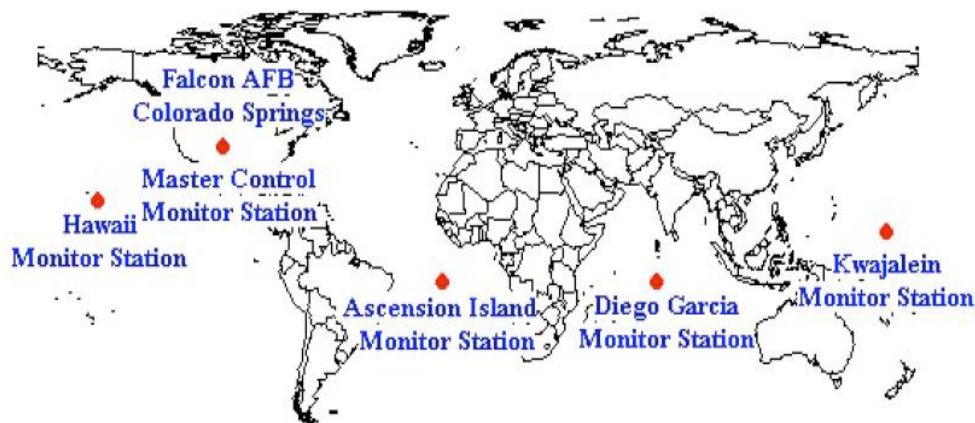 Falcon AFB
Colorado Springs
Master Control
Monitor Station
Hawaii
Monitor Station
Ascension Island
Monitor Station
Diego Garcia
Monitor Station
Kwajalein
Monitor Station